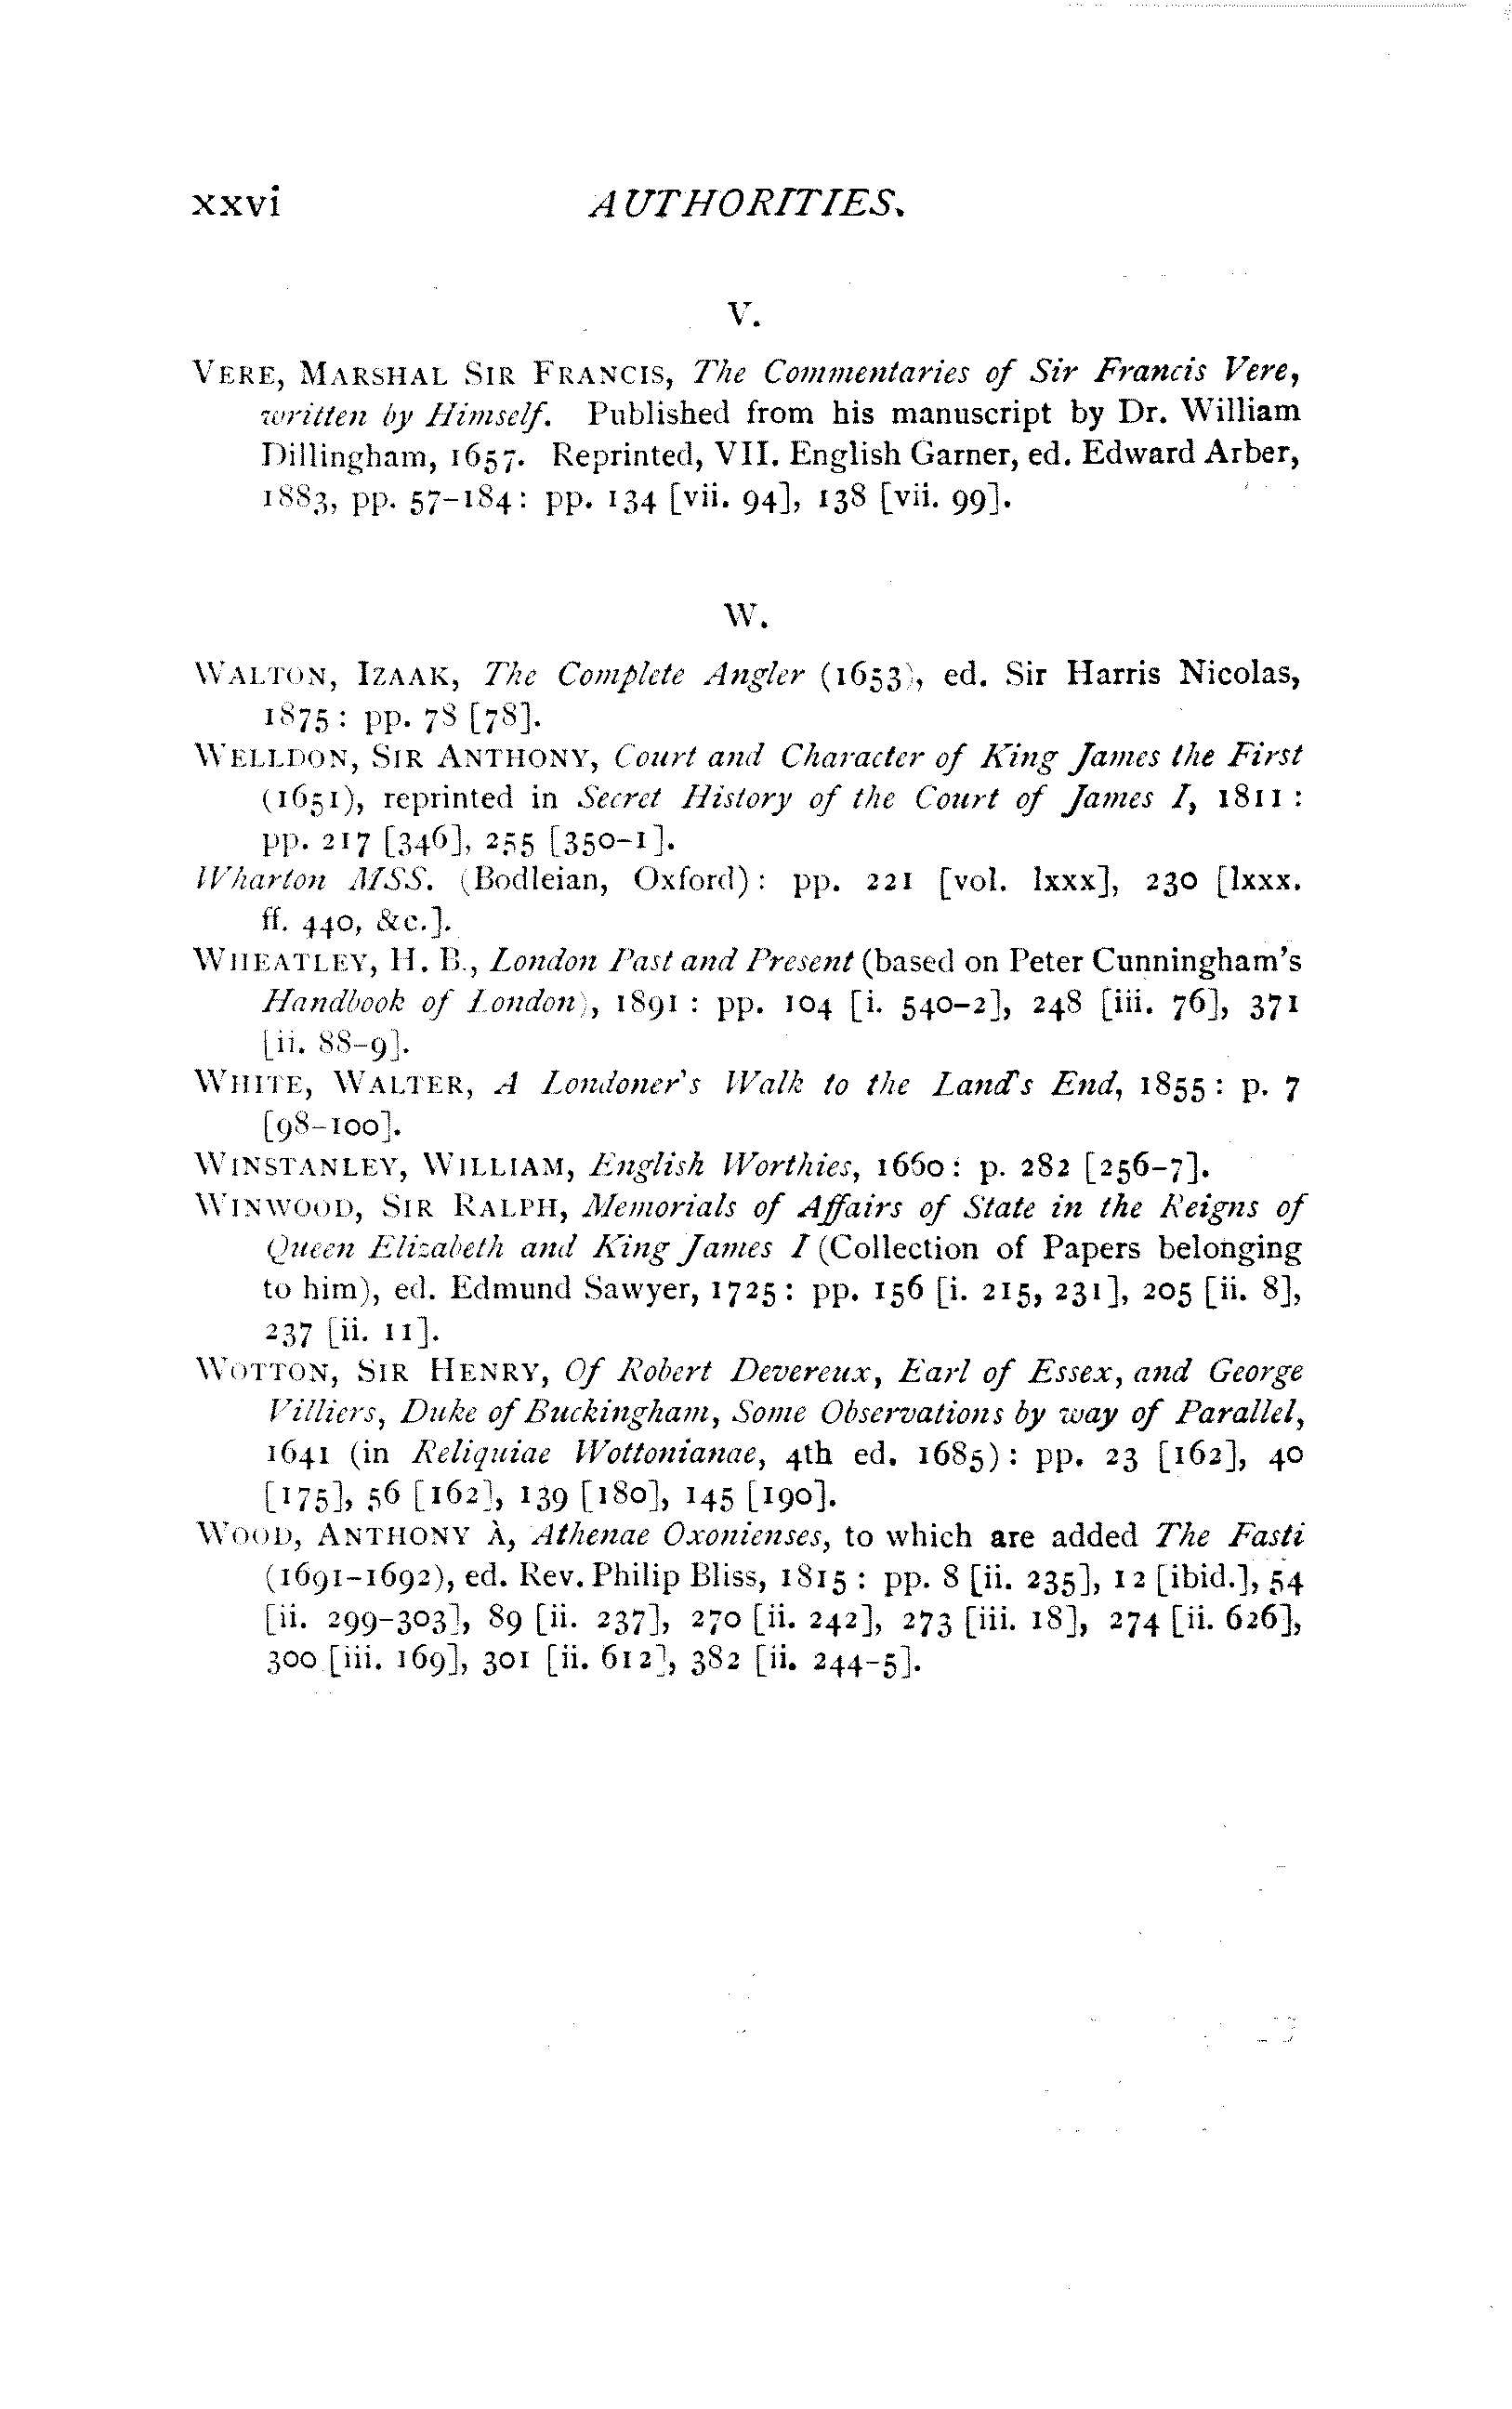 xxvi AUTHORITIES.
V.
VERE, MARSHAL SIR FRANCIS, The Commentaries of Sir Francis Vere,
written by Himself. Published from his manuscript by Dr. William
Dillingham, 1657. Reprinted, VII. English Garner, ed. Edward Arber,
1883, pp. 57–184: pp. 134 [vii. 94], 138 [vii. 99].
W.
WALTON, IZAAK, The Complete Angler (1653), ed. Sir Harris Nicolas,
1875: pp. 78 [78].
WELLDON, SIR ANTHONY, Court and Character of King James the First
(1651), reprinted in Secret History of the Court of James I, 1811:
pp. 217 [346], 255 [350–1].
Wharton MSS. (Bodleian, Oxford): pp. 221 [vol. lxxx], 230 [lxxx.
ff. 440, &c.].
WHEATLEY, H. B., London Past and Present (based on Peter Cunningham's
Handbook of London), 1891: pp. 104 [i. 540–2], 248 [iii. 76], 371
[ii. 88–9].
WHITE, WALTER, A Londoner's Walk to the Land's End, 1855: p. 7
[98–100].
WINSTANLEY, WILLIAM, English Worthies, 1660: p. 282 [256–7].
WINWOOD, SIR RALPH, Memorials of Affairs of State in the Reigns of
Queen Elizabeth and King James I (Collection of Papers belonging
to him), ed. Edmund Sawyer, 1725: pp. 156 [i. 215, 231], 205 [ii. 8],
237 [ii. 11].
WOTTON, SIR HENRY, Of Robert Devereux, Earl of Essex, and George
Villiers, Duke of Buckingham, Some Observations by way of Parallel,
1641 (in Reliquiae Wottonianae, 4th ed. 1685): pp. 23 [162], 40
[175], 56 [162], 139 [180], 145 [190].
WOOD, ANTHONY À, Athenae Oxonienses, to which are added The Fasti
(1691–1692), ed. Rev. Philip Bliss, 1815: pp. 8 [ii. 235], 12 [ibid.], 54
[ii. 299–303], 89 [ii. 237], 270 [ii. 242], 273 [iii. 18], 274 [ii. 626],
300 [iii. 169], 301 [ii. 612], 382 [ii. 244–5].